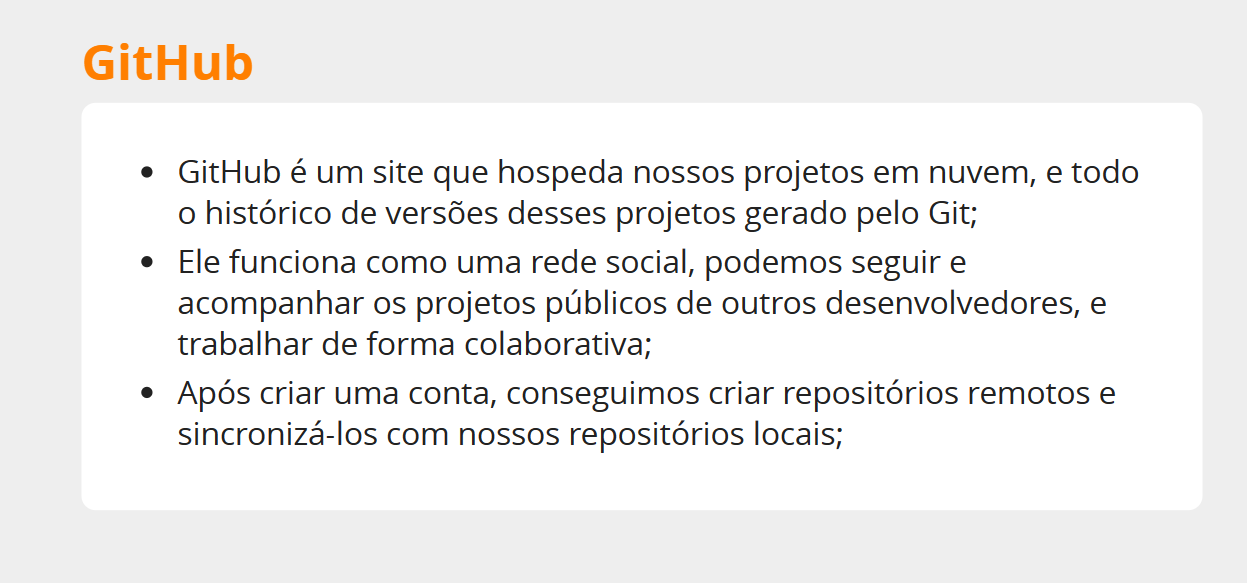 GitHub
• GitHub é um site que hospeda nossos projetos em nuvem, e todo
o histórico de versões desses projetos gerado pelo Git;
• Ele funciona como uma rede social, podemos seguir e
acompanhar os projetos públicos de outros desenvolvedores, e
trabalhar de forma colaborativa;
• Após criar uma conta, conseguimos criar repositórios remotos e
sincronizá-los com nossos repositórios locais;